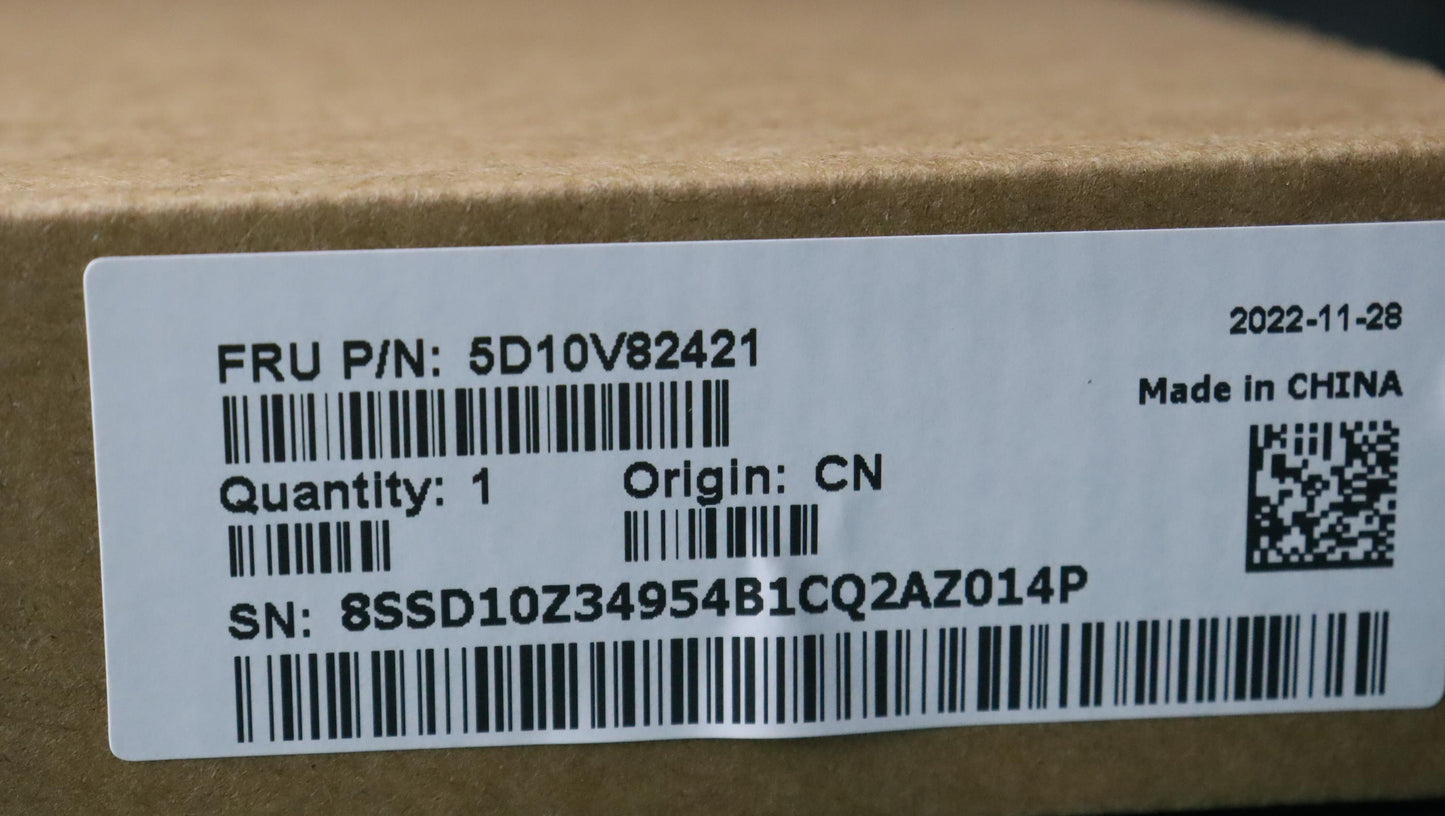 2022-11-28
FRU P/N: 5D10V82421
Made in CHINA
Quantity: 1 Origin: CN
SN: 8SSD10Z34954B1CQ2AZ014P